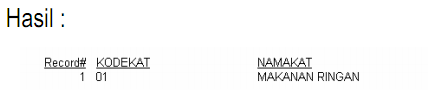 Hasil :
Record# KODEKAT NAMAKAT
1 01 MAKANAN RINGAN